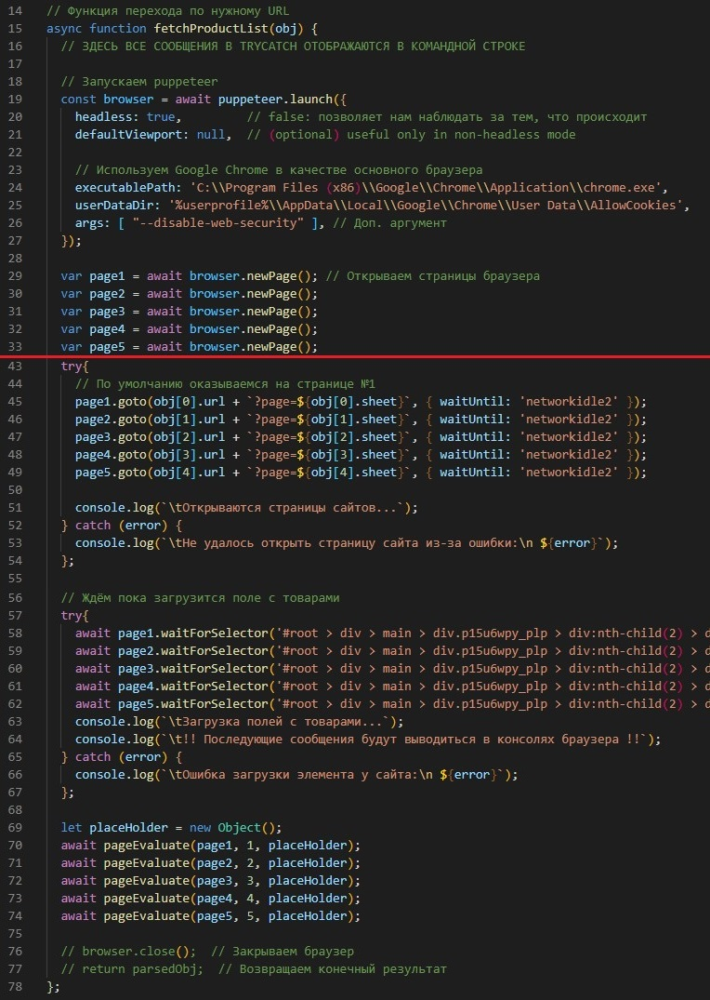 14 // Функция перехода по нужному URL
15 async function fetchProductList(obj) {
16 // ЗДЕСЬ ВСЕ СООБЩЕНИЯ В TRYCATCH ОТОБРАЖАЮТСЯ В КОМАНДНОЙ СТРОКЕ
17
18 // Запускаем puppeteer
19 const browser = await puppeteer.launch({
20 headless: true, // false: позволяет нам наблюдать за тем, что происходит
21 defaultViewport: null, // (optional) useful only in non-headless mode
22
23 // Используем Google Chrome в качестве основного браузера
24 executablePath: 'C:\\Program Files (x86)\\Google\\Chrome\\Application\\chrome.exe',
25 userDataDir: '%userprofile%\\AppData\\Local\\Google\\Chrome\\User Data\\AllowCookies',
26 args: [ "--disable-web-security" ], // Доп. аргумент
27 });
28
29 var page1 = await browser.newPage(); // Открываем страницы браузера
30 var page2 = await browser.newPage();
31 var page3 = await browser.newPage();
32 var page4 = await browser.newPage();
33 var page5 = await browser.newPage();
43 try{
44 // По умолчанию оказываемся на странице №1
45 page1.goto(obj[0].url + `?page=${obj[0].sheet}`, { waitUntil: 'networkidle2' });
46 page2.goto(obj[1].url + `?page=${obj[1].sheet}`, { waitUntil: 'networkidle2' });
47 page3.goto(obj[2].url + `?page=${obj[2].sheet}`, { waitUntil: 'networkidle2' });
48 page4.goto(obj[3].url + `?page=${obj[3].sheet}`, { waitUntil: 'networkidle2' });
49 page5.goto(obj[4].url + `?page=${obj[4].sheet}`, { waitUntil: 'networkidle2' });
50
51 console.log(`\tОткрываются страницы сайтов...`);
52 } catch (error) {
53 console.log(`\tНе удалось открыть страницу сайта из-за ошибки:\n ${error}`);
54 };
55
56 // Ждём пока загрузится поле с товарами
57 try{
58 await page1.waitForSelector('#root > div > main > div.p15u6wpy_plp > div:nth-child(2) > d
59 await page2.waitForSelector('#root > div > main > div.p15u6wpy_plp > div:nth-child(2) > d
60 await page3.waitForSelector('#root > div > main > div.p15u6wpy_plp > div:nth-child(2) > d
61 await page4.waitForSelector('#root > div > main > div.p15u6wpy_plp > div:nth-child(2) > d
62 await page5.waitForSelector('#root > div > main > div.p15u6wpy_plp > div:nth-child(2) > d
63 console.log(`\tЗагрузка полей с товарами...`);
64 console.log(`\t!! Последующие сообщения будут выводиться в консолях браузера !!`);
65 } catch (error) {
66 console.log(`\tОшибка загрузки элемента у сайта:\n ${error}`);
67 };
68
69 let placeHolder = new Object();
70 await pageEvaluate(page1, 1, placeHolder);
71 await pageEvaluate(page2, 2, placeHolder);
72 await pageEvaluate(page3, 3, placeHolder);
73 await pageEvaluate(page4, 4, placeHolder);
74 await pageEvaluate(page5, 5, placeHolder);
75
76 // browser.close(); // Закрываем браузер
77 // return parsedObj; // Возвращаем конечный результат
78 };